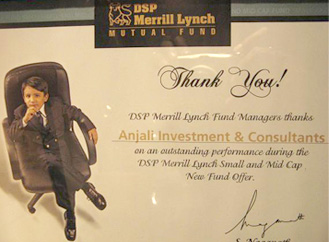 DSP
Merrill Lynch
MUTUAL FUND
Thank You!
DSP Merrill Lynch Fund Managers thanks
Anjali Investment & Consultants
on an outstanding performance during the
DSP Merrill Lynch Small and Mid Cap
New Fund Offer.